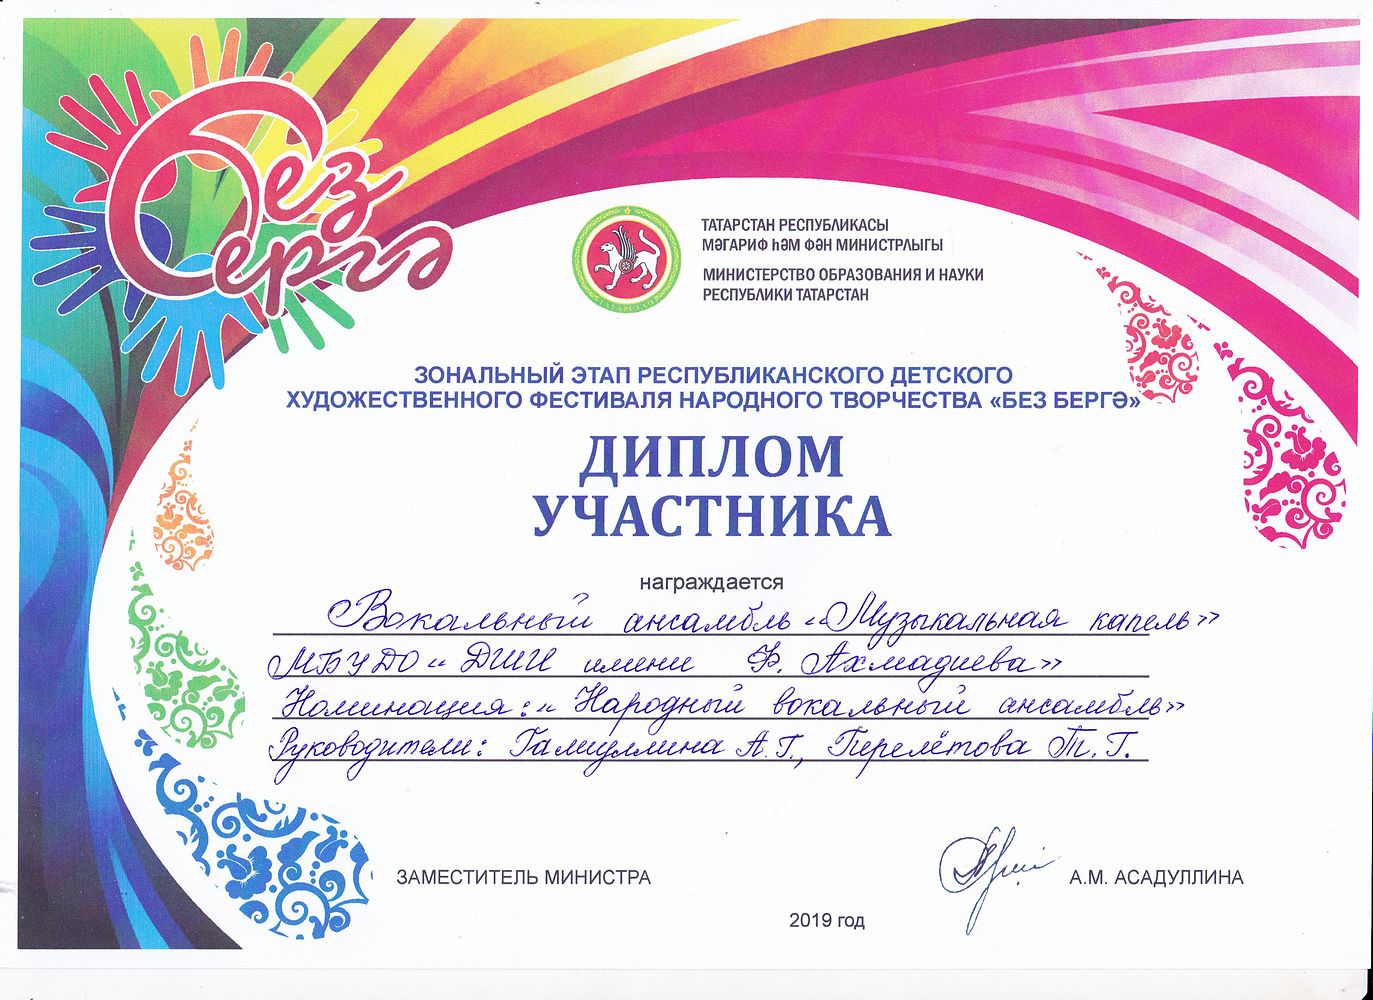 Без
Бергә
ТАТАРСТАН РЕСПУБЛИКАСЫ
МӘГАРИФ ҺӘМ ФӘН МИНИСТРЛЫГЫ
МИНИСТЕРСТВО ОБРАЗОВАНИЯ И НАУКИ
РЕСПУБЛИКИ ТАТАРСТАН
ТАТАРСТАН
ЗОНАЛЬНЫЙ ЭТАП РЕСПУБЛИКАНСКОГО ДЕТСКОГО
ХУДОЖЕСТВЕННОГО ФЕСТИВАЛЯ НАРОДНОГО ТВОРЧЕСТВА «БЕЗ БЕРГӘ»
ДИПЛОМ
УЧАСТНИКА
награждается
Вокальный ансамбль «Музыкальная капель»
МБУДО «ДШИ имени Ф. Ахмадиева»
Номинация: «Народный вокальный ансамбль»
Руководители: Гамиуллина А.Г., Перелётова Т.Г.
ЗАМЕСТИТЕЛЬ МИНИСТРА
А.М. АСАДУЛЛИНА
2019 год